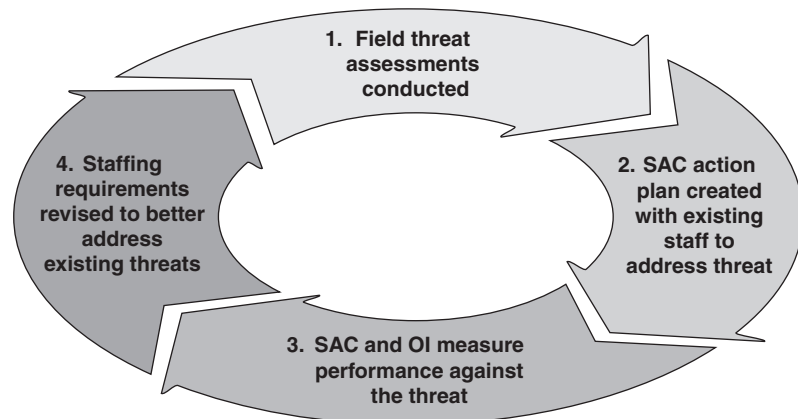 1. Field threat
assessments
conducted
2. SAC action
plan created
with existing
staff to
address threat
3. SAC and OI measure
performance against
the threat
4. Staffing
requirements
revised to better
address
existing threats